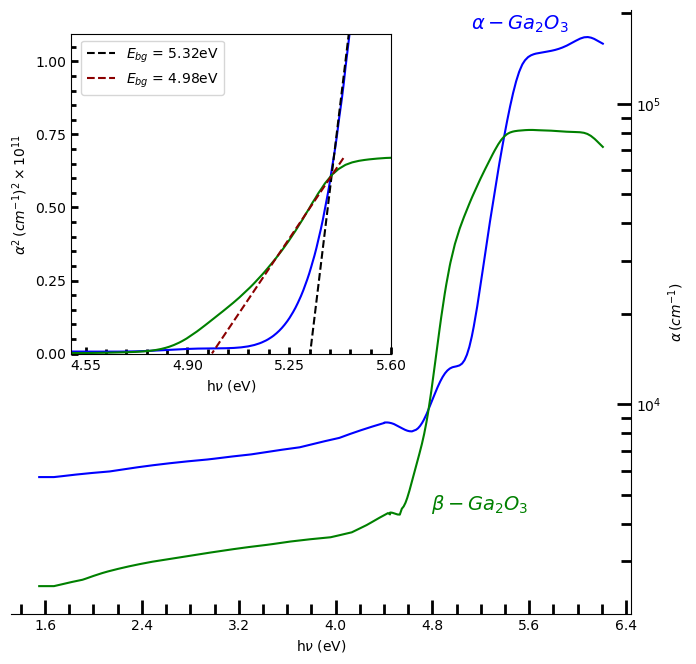 α − Ga₂O₃
E_bg = 5.32eV
E_bg = 4.98eV
1.00
0.75
0.50
0.25
0.00
α² (cm⁻¹)² × 10¹¹
4.55 4.90 5.25 5.60
hν (eV)
10⁵
10⁴
α (cm⁻¹)
β − Ga₂O₃
1.6 2.4 3.2 4.0 4.8 5.6 6.4
hν (eV)